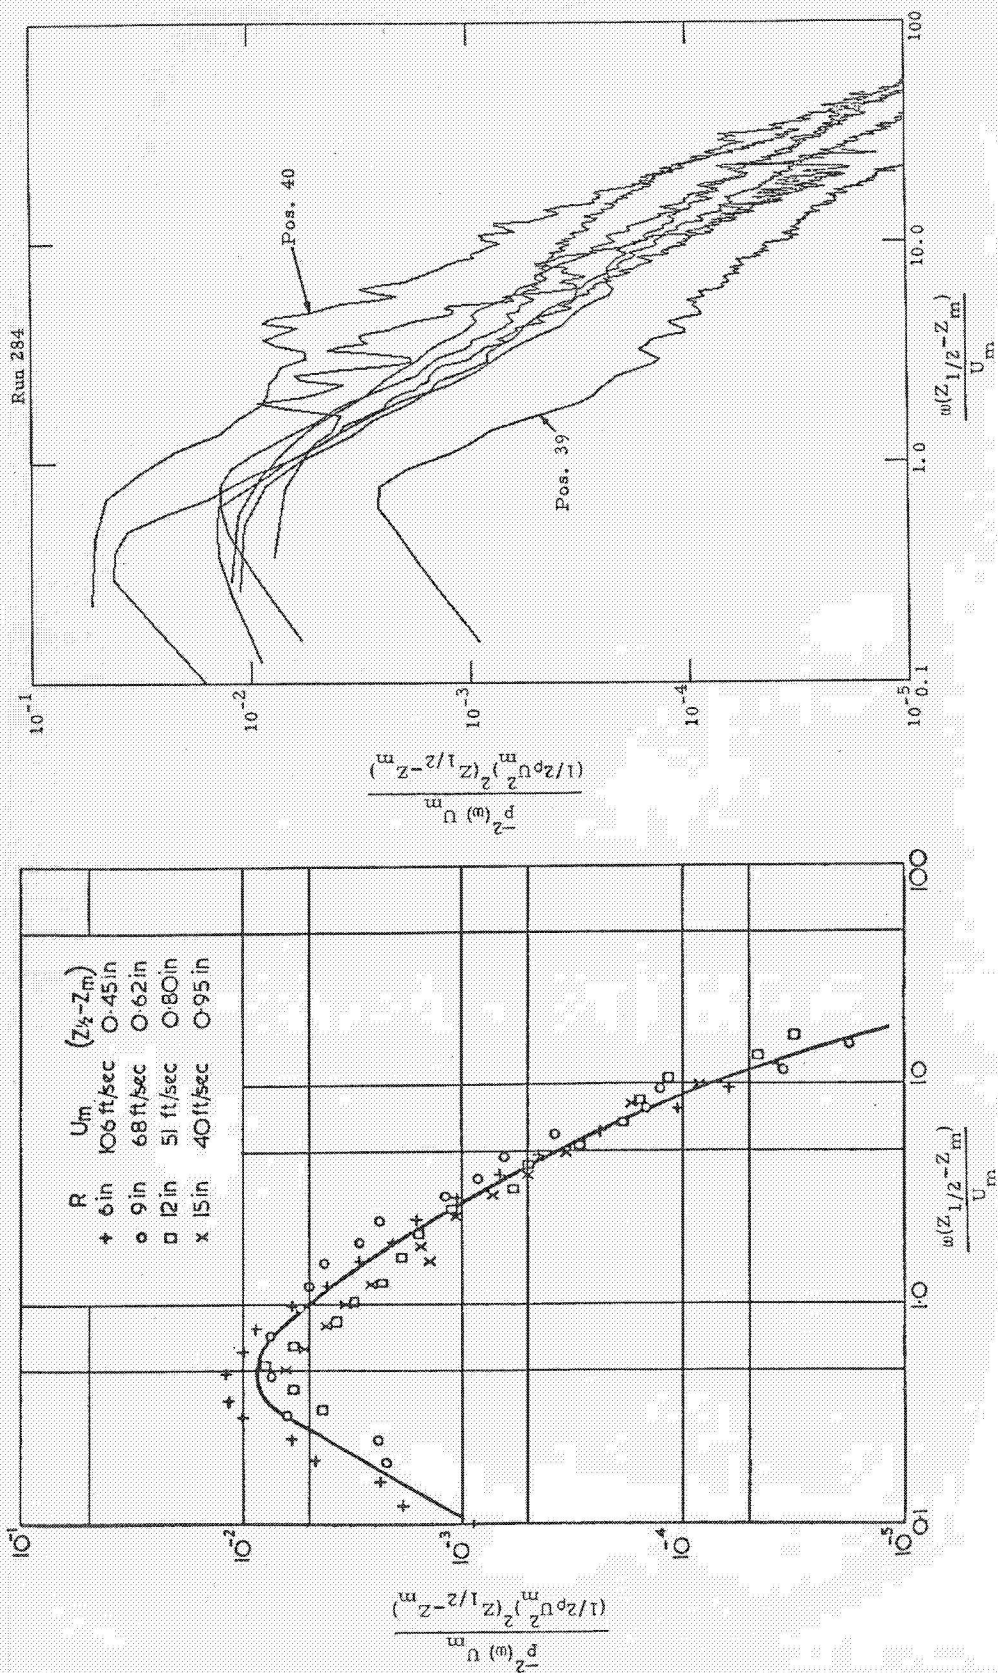 R Um (Z½-Zm)
+ 6in 106 ft/sec 0·45in
o 9in 68 ft/sec 0·62in
□ 12in 51 ft/sec 0·80in
x 15in 40 ft/sec 0·95in
10-1
10-2
10-3
10-4
10-5
0·1
1·0
10
100
p̄2(ω) Um
(1/2ρU2m)2(Z1/2-Zm)
ω(Z1/2-Zm)
Um
Run 284
10-1
10-2
10-3
10-4
10-5
0.1
1.0
10.0
100
Pos. 40
Pos. 39
p̄2(ω) Um
(1/2ρU2m)2(Z1/2-Zm)
ω(Z1/2-Zm)
Um